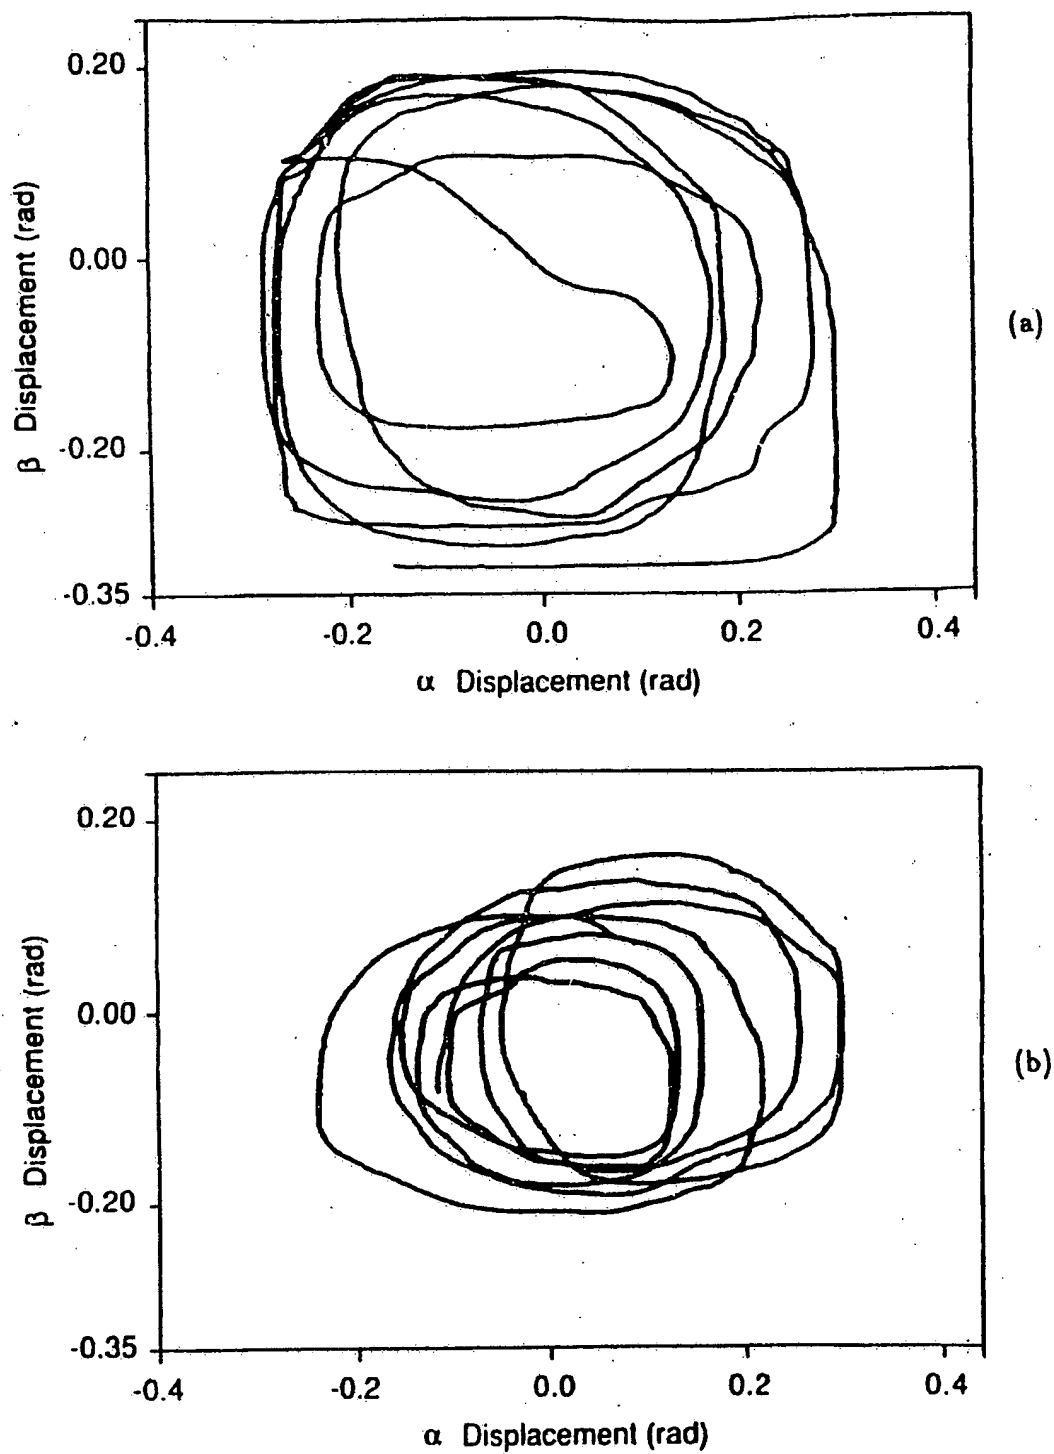 0.20
0.00
-0.20
-0.35
β Displacement (rad)
-0.4 -0.2 0.0 0.2 0.4
α Displacement (rad)
(a)
0.20
0.00
-0.20
-0.35
β Displacement (rad)
-0.4 -0.2 0.0 0.2 0.4
α Displacement (rad)
(b)